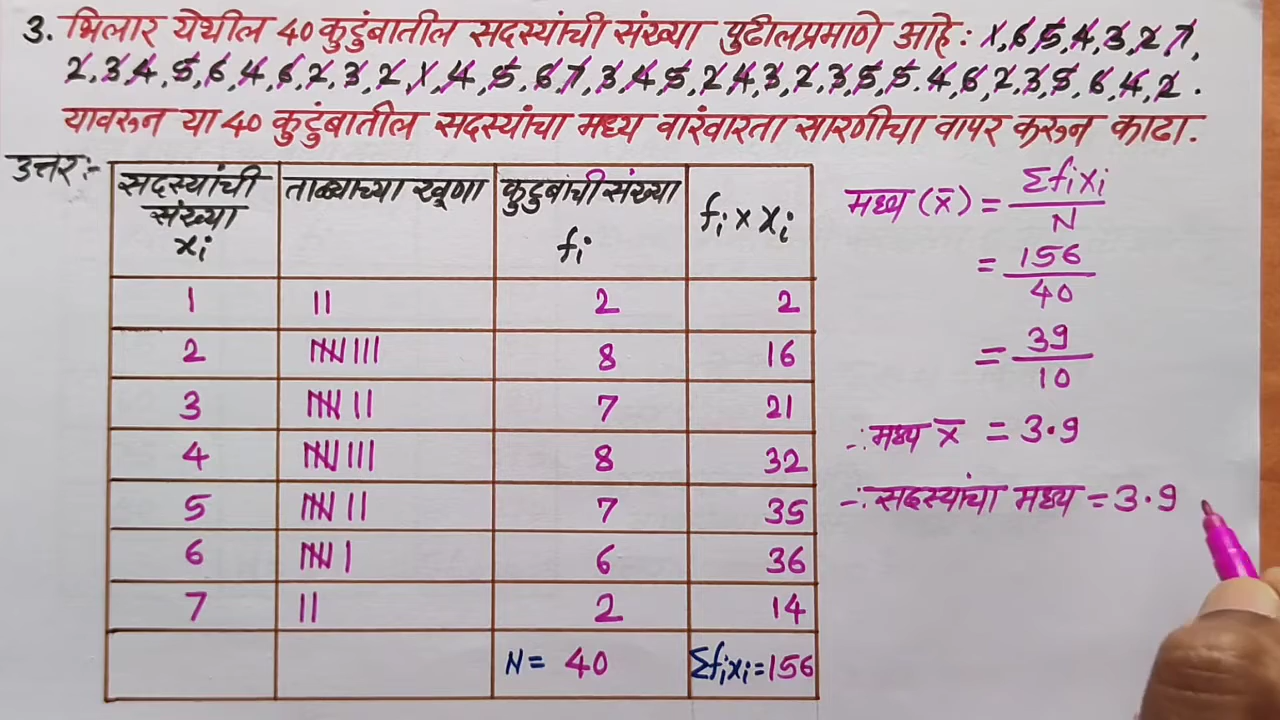 3. भिलार येथील 40 कुटुंबातील सदस्यांची संख्या पुढीलप्रमाणे आहे: 1,6,5,4,3,2,7,
2,3,4,5,6,4,6,2,3,2,1,4,5,6,7,3,4,5,2,4,3,2,3,5,5,4,6,2,3,5,6,4,2.
यावरून या 40 कुटुंबातील सदस्यांचा मध्य वारंवारता सारणीचा वापर करून काढा.
उत्तर:-
सदस्यांची संख्या xi | ताळ्याच्या खूणा | कुटुबांची संख्या fi | fi × xi
1 || 2 2
2 |||| ||| 8 16
3 |||| || 7 21
4 |||| ||| 8 32
5 |||| || 7 35
6 |||| | 6 36
7 || 2 14
N = 40 Σfixi=156
मध्य (x̄) = Σfixi / N
= 156 / 40
= 39 / 10
∴ मध्य x̄ = 3.9
∴ सदस्यांचा मध्य = 3.9